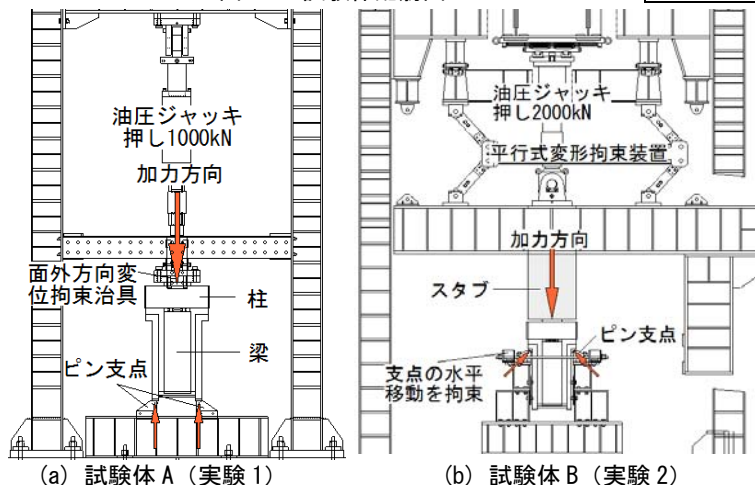 油圧ジャッキ
押し1000kN
加力方向
面外方向変
位拘束治具
柱
梁
ピン支点
(a) 試験体 A（実験 1）
油圧ジャッキ
押し2000kN
平行式変形拘束装置
加力方向
スタブ
ピン支点
支点の水平
移動を拘束
(b) 試験体 B（実験 2）